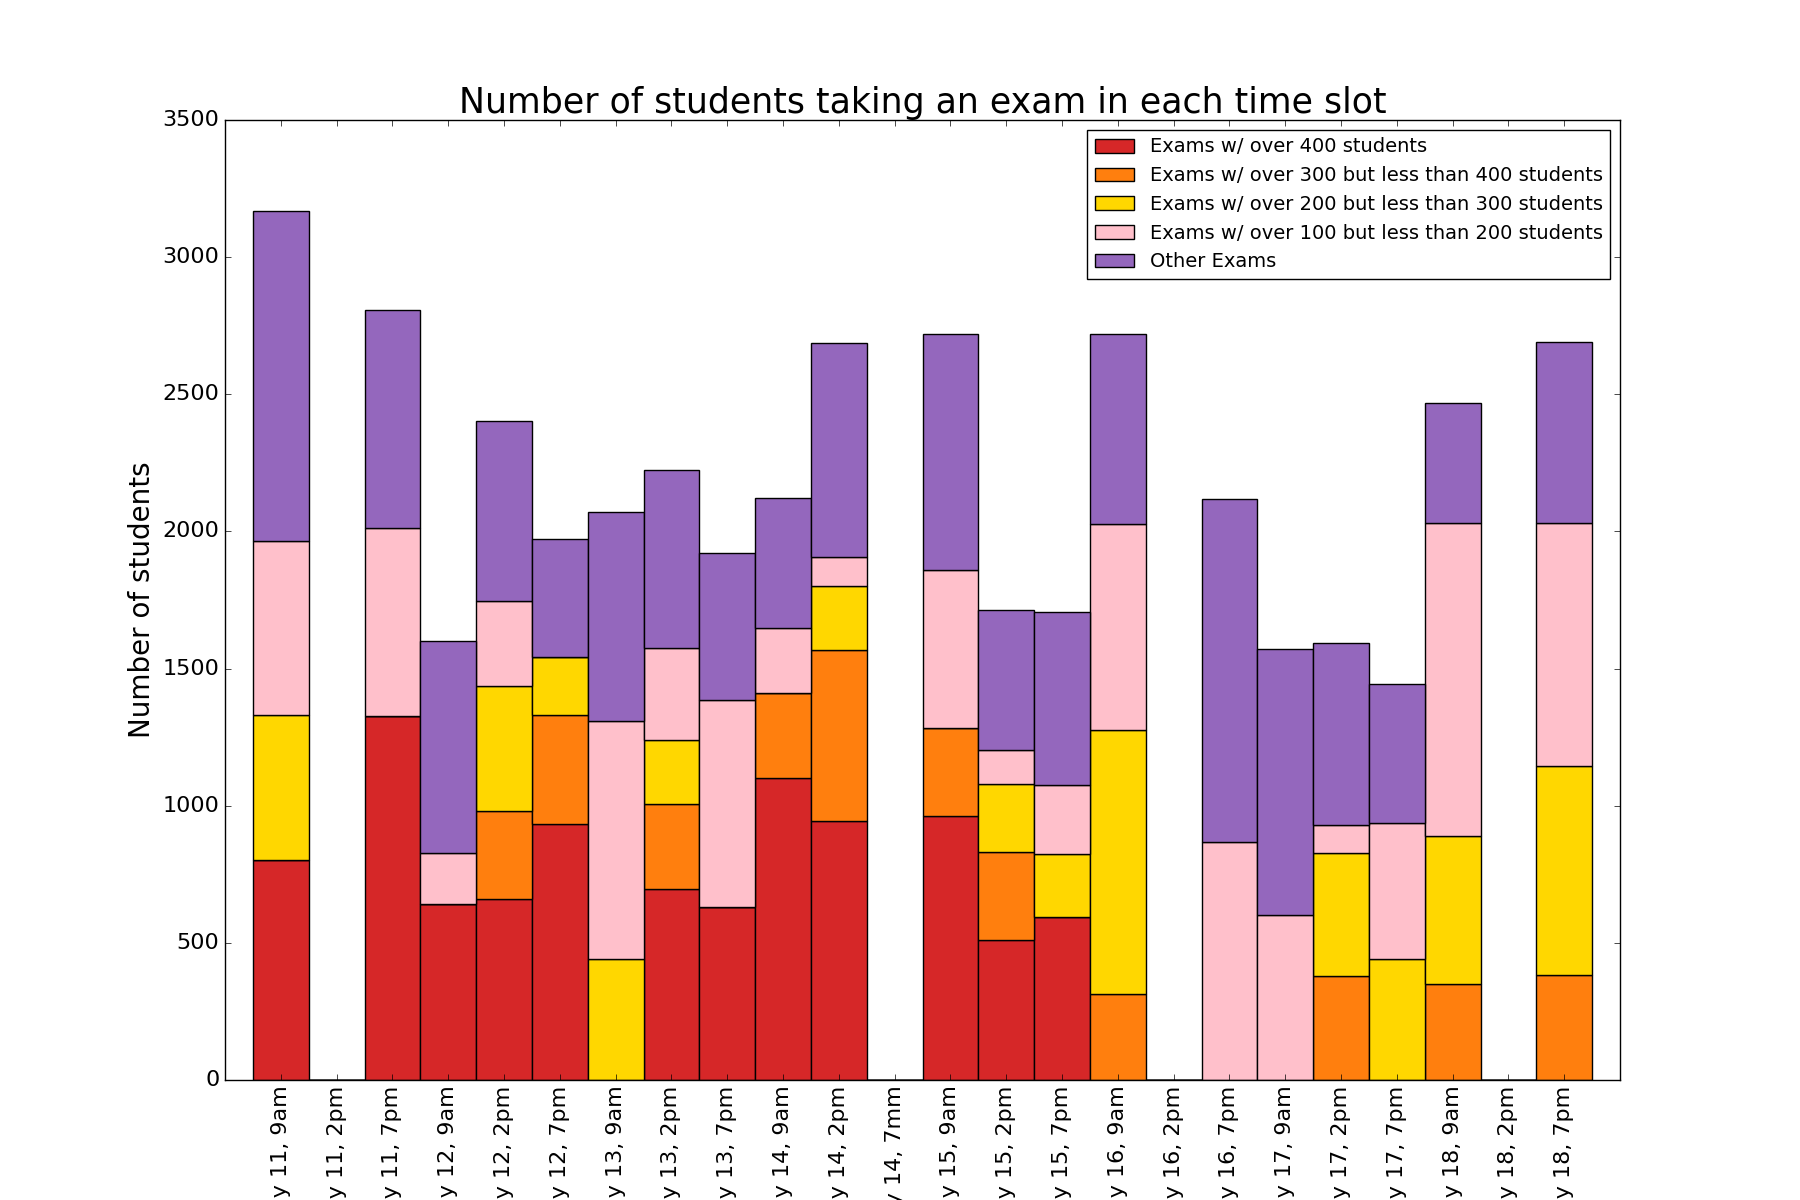 Number of students taking an exam in each time slot
Exams w/ over 400 students
Exams w/ over 300 but less than 400 students
Exams w/ over 200 but less than 300 students
Exams w/ over 100 but less than 200 students
Other Exams
Number of students
3500
3000
2500
2000
1500
1000
500
0
y 11, 9am
y 11, 2pm
y 11, 7pm
y 12, 9am
y 12, 2pm
y 12, 7pm
y 13, 9am
y 13, 2pm
y 13, 7pm
y 14, 9am
y 14, 2pm
y 14, 7mm
y 15, 9am
y 15, 2pm
y 15, 7pm
y 16, 9am
y 16, 2pm
y 16, 7pm
y 17, 9am
y 17, 2pm
y 17, 7pm
y 18, 9am
y 18, 2pm
y 18, 7pm